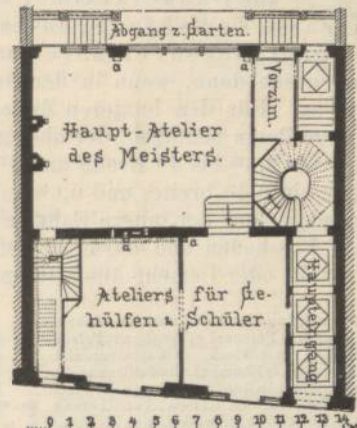 Abgang z. Garten.
a
a
Vorzim.
Haupt-Atelier
des Meisters.
a
a
Ateliers für Ge-
hülfen & Schüler
Haupteingang
0 1 2 3 4 5 6 7 8 9 10 11 12 13 14